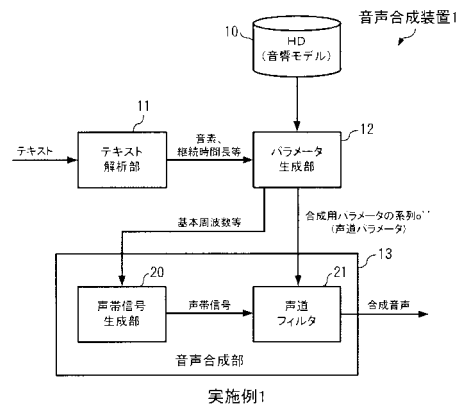 音声合成装置1
10
HD
(音響モデル)
11
テキスト
テキスト
解析部
音素、
継続時間長等
12
パラメータ
生成部
基本周波数等
合成用パラメータの系列o''
(声道パラメータ)
13
20
声帯信号
生成部
声帯信号
21
声道
フィルタ
合成音声
音声合成部
実施例1